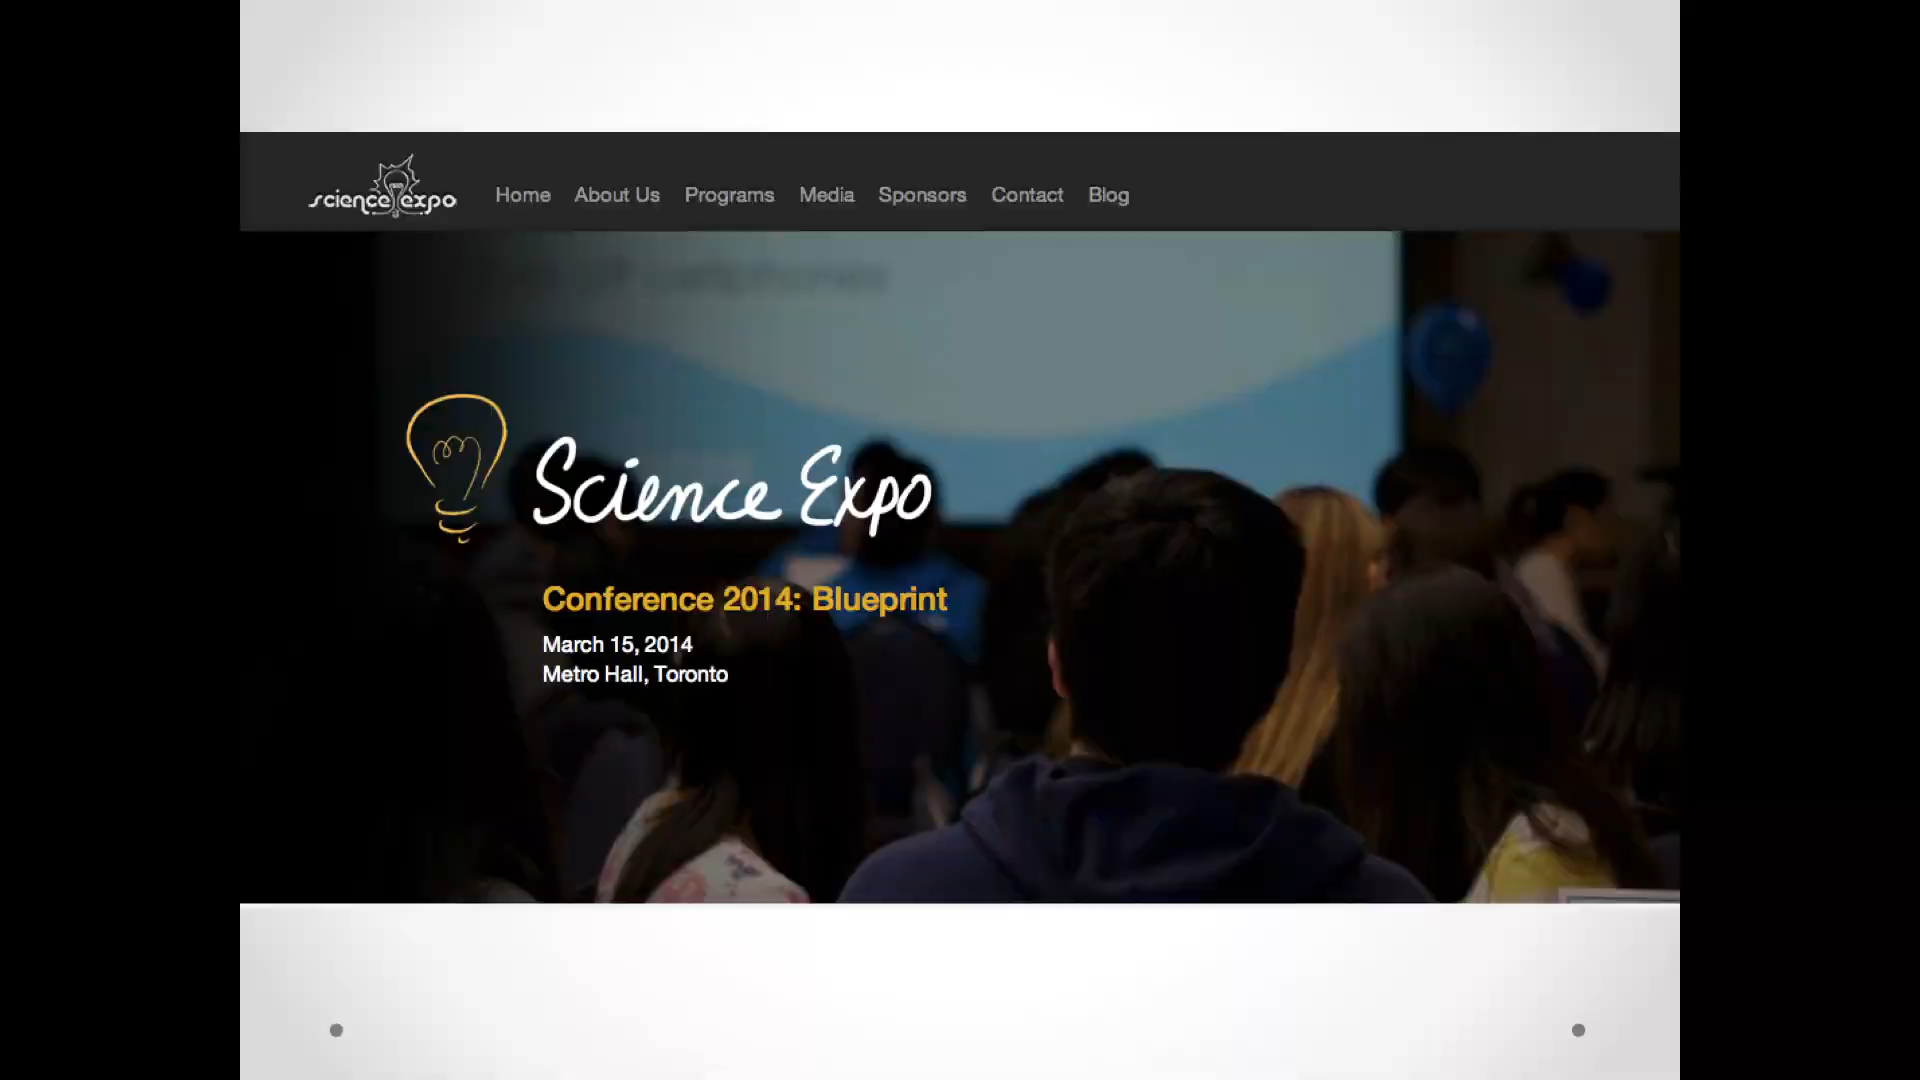 science expo
Home About Us Programs Media Sponsors Contact Blog
Science Expo
Conference 2014: Blueprint
March 15, 2014
Metro Hall, Toronto